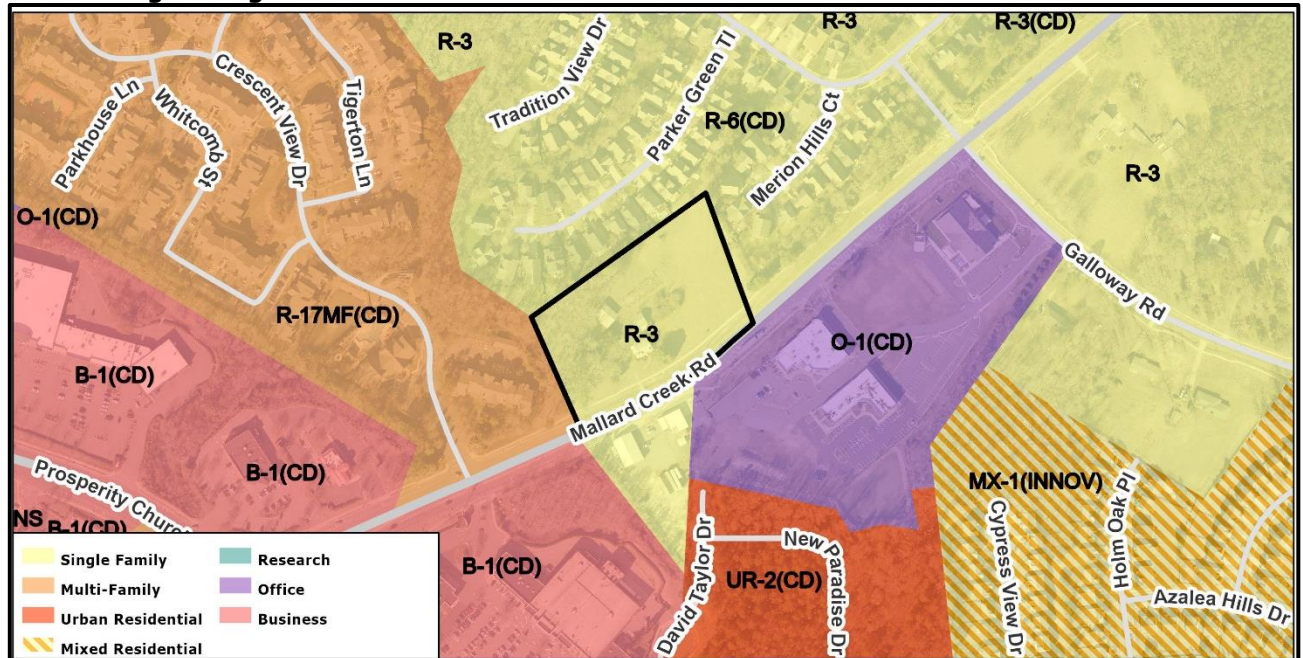 R-3
R-3
R-3(CD)
Tradition View Dr
Parker Green Tl
R-6(CD)
Merion Hills Ct
Crescent View Dr
Tigerton Ln
Parkhouse Ln
Whitcomb St
R-3
O-1(CD)
Galloway Rd
R-17MF(CD)
R-3
O-1(CD)
B-1(CD)
Mallard Creek Rd
B-1(CD)
Prosperity Church
NS
B-1(CD)
B-1(CD)
MX-1(INNOV)
Cypress View Dr
Holm Oak Pl
Azalea Hills Dr
David Taylor Dr
New Paradise Dr
UR-2(CD)
Single Family
Multi-Family
Urban Residential
Mixed Residential
Research
Office
Business